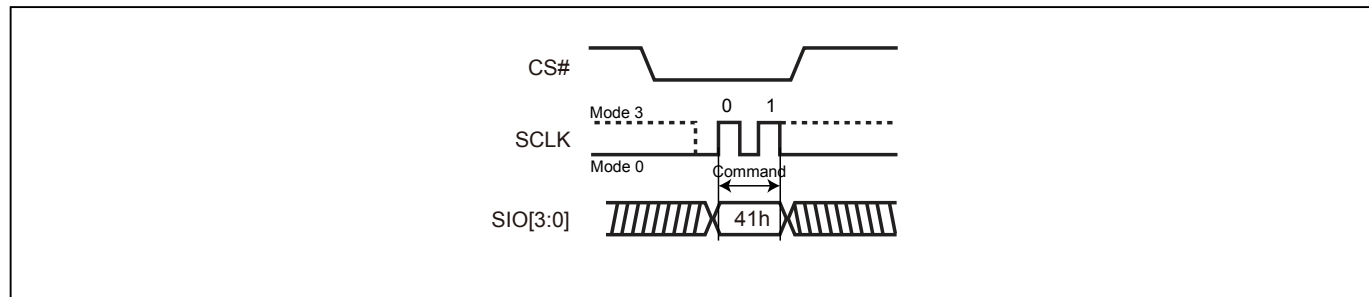 CS#
Mode 3
0 1
SCLK
Mode 0
Command
SIO[3:0]
41h